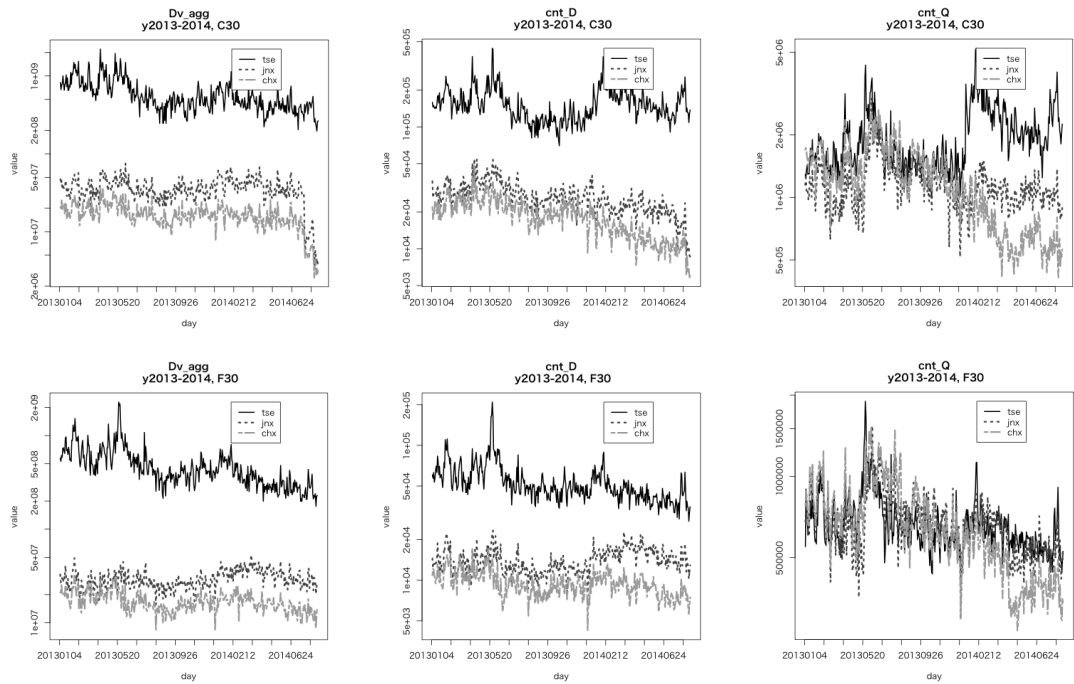 Dv_agg
y2013-2014, C30
value
1e+09
2e+08
5e+07
1e+07
2e+06
tse
jnx
chx
20130104 20130520 20130926 20140212 20140624
day
cnt_D
y2013-2014, C30
5e+05
2e+05
1e+05
5e+04
2e+04
1e+04
5e+03
tse
jnx
chx
20130104 20130520 20130926 20140212 20140624
day
cnt_Q
y2013-2014, C30
value
5e+06
2e+06
1e+06
5e+05
tse
jnx
chx
20130104 20130520 20130926 20140212 20140624
day
Dv_agg
y2013-2014, F30
value
2e+09
5e+08
2e+08
5e+07
1e+07
tse
jnx
chx
20130104 20130520 20130926 20140212 20140624
day
cnt_D
y2013-2014, F30
value
2e+05
1e+05
5e+04
2e+04
1e+04
5e+03
tse
jnx
chx
20130104 20130520 20130926 20140212 20140624
day
cnt_Q
y2013-2014, F30
value
1500000
1000000
500000
tse
jnx
chx
20130104 20130520 20130926 20140212 20140624
day